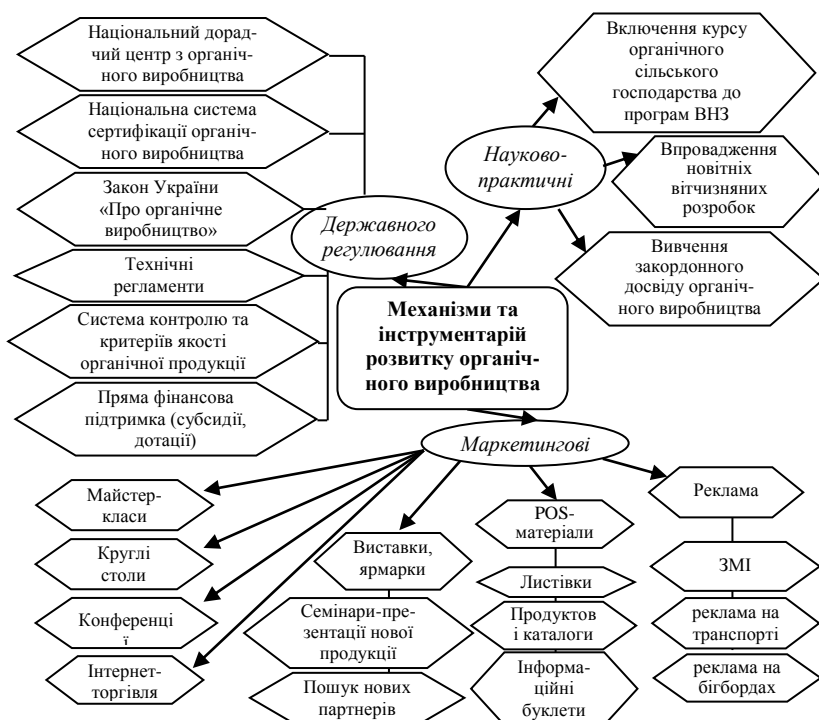 Національний дорад-
чий центр з органіч-
ного виробництва
Національна система
сертифікації органіч-
ного виробництва
Закон України
«Про органічне
виробництво»
Технічні
регламенти
Система контролю та
критеріїв якості
органічної продукції
Пряма фінансова
підтримка (субсидії,
дотації)
Державного
регулювання
Науково-
практичні
Включення курсу
органічного
сільського
господарства до
програм ВНЗ
Впровадження
новітніх
вітчизняних
розробок
Вивчення
закордонного
досвіду органіч-
ного виробництва
Механізми та
інструментарій
розвитку органіч-
ного виробництва
Маркетингові
Майстер-
класи
Круглі
столи
Конференці
ї
Інтернет-
торгівля
Виставки,
ярмарки
Семінари-пре-
зентації нової
продукції
Пошук нових
партнерів
POS-
матеріали
Листівки
Продуктов
і каталоги
Інформа-
ційні
буклети
Реклама
ЗМІ
реклама на
транспорті
реклама на
бігбордах